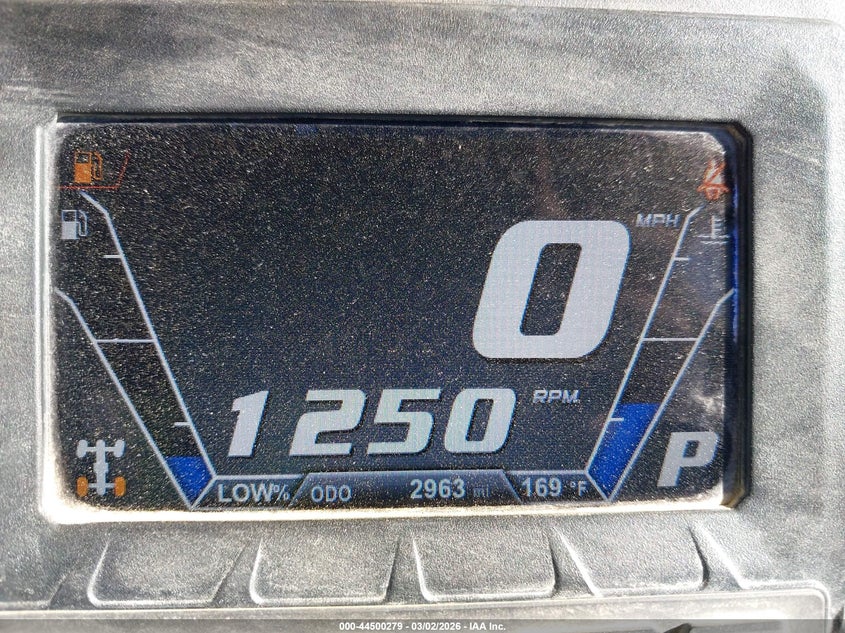 0 MPH
1250 RPM
P
LOW% ODO 2963 mi 169 °F
000-44500279 - 03/02/2026 - IAA Inc.